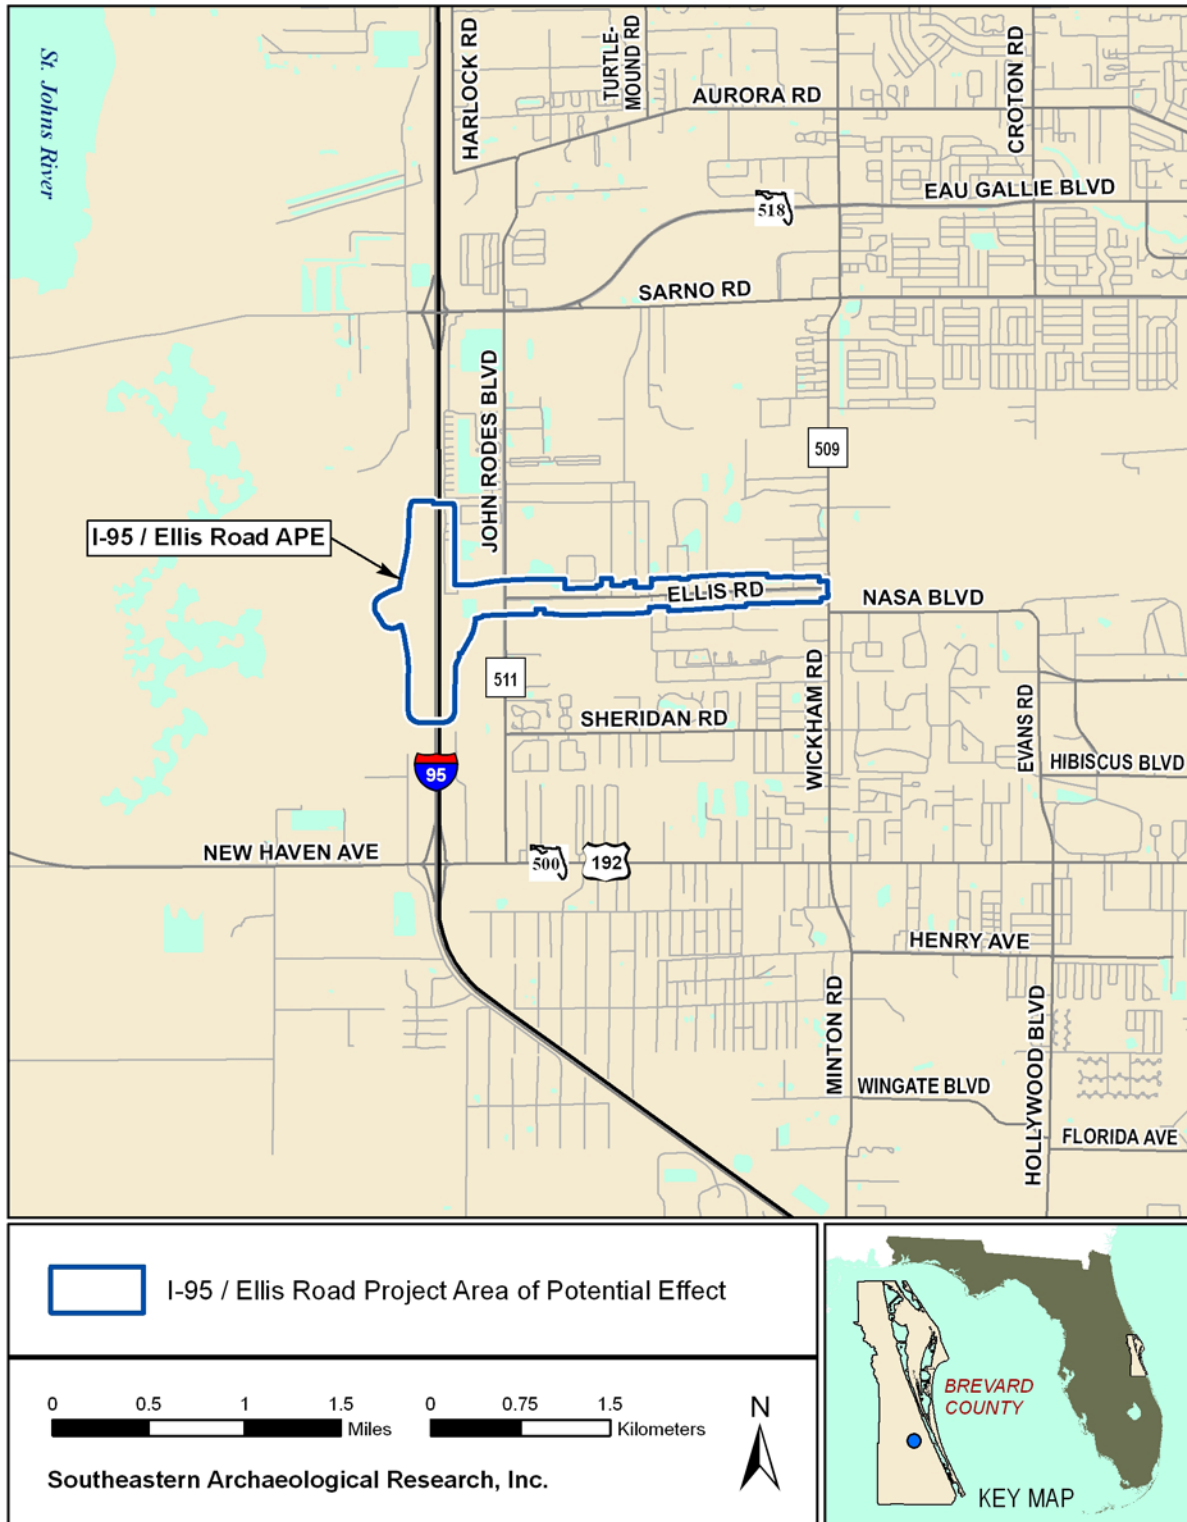 St. Johns River
HARLOCK RD
TURTLE-
MOUND RD
CROTON RD
AURORA RD
EAU GALLIE BLVD
518
SARNO RD
JOHN RODES BLVD
509
I-95 / Ellis Road APE
ELLIS RD
NASA BLVD
511
WICKHAM RD
SHERIDAN RD
EVANS RD
HIBISCUS BLVD
95
NEW HAVEN AVE
500
192
HENRY AVE
MINTON RD
HOLLYWOOD BLVD
WINGATE BLVD
FLORIDA AVE
I-95 / Ellis Road Project Area of Potential Effect
0 0.5 1 1.5
Miles
0 0.75 1.5
Kilometers
N
Southeastern Archaeological Research, Inc.
BREVARD
COUNTY
KEY MAP